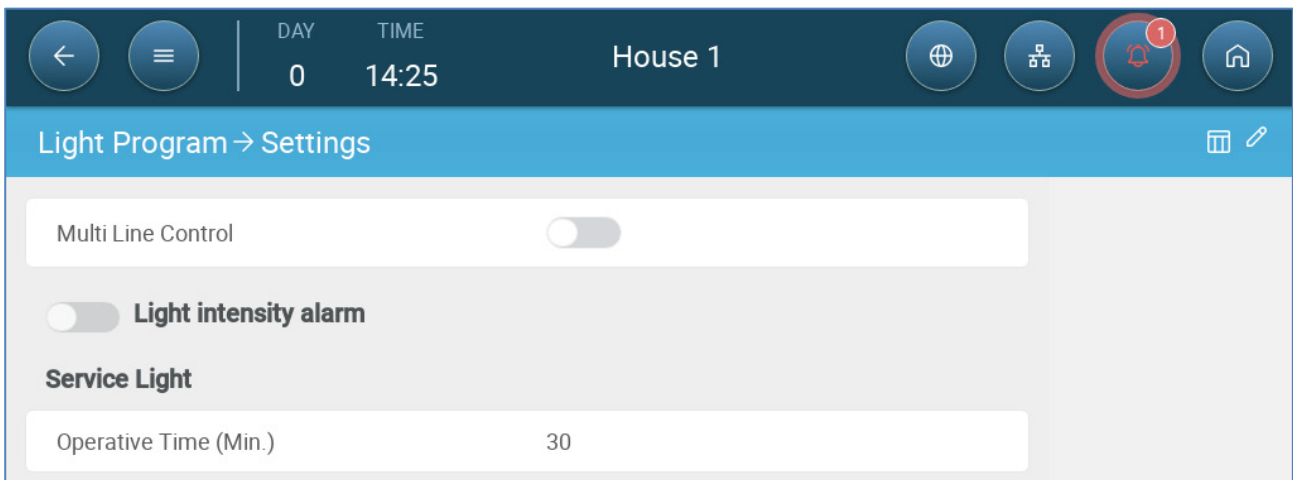 DAY TIME
0 14:25
House 1
1
Light Program → Settings
Multi Line Control
Light intensity alarm
Service Light
Operative Time (Min.) 30